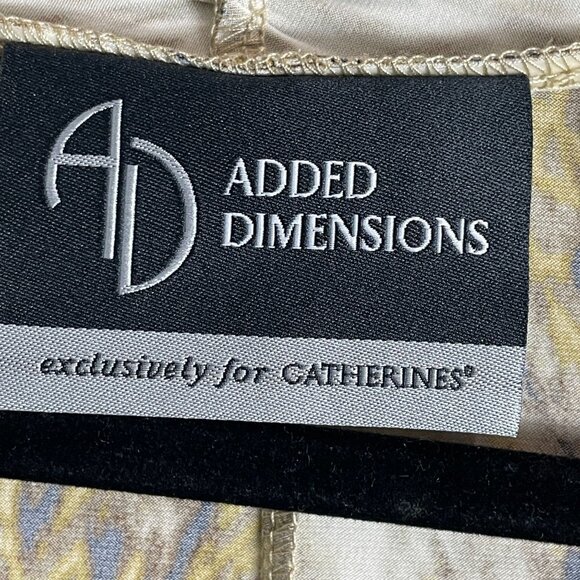 AD
ADDED
DIMENSIONS
exclusively for CATHERINES®